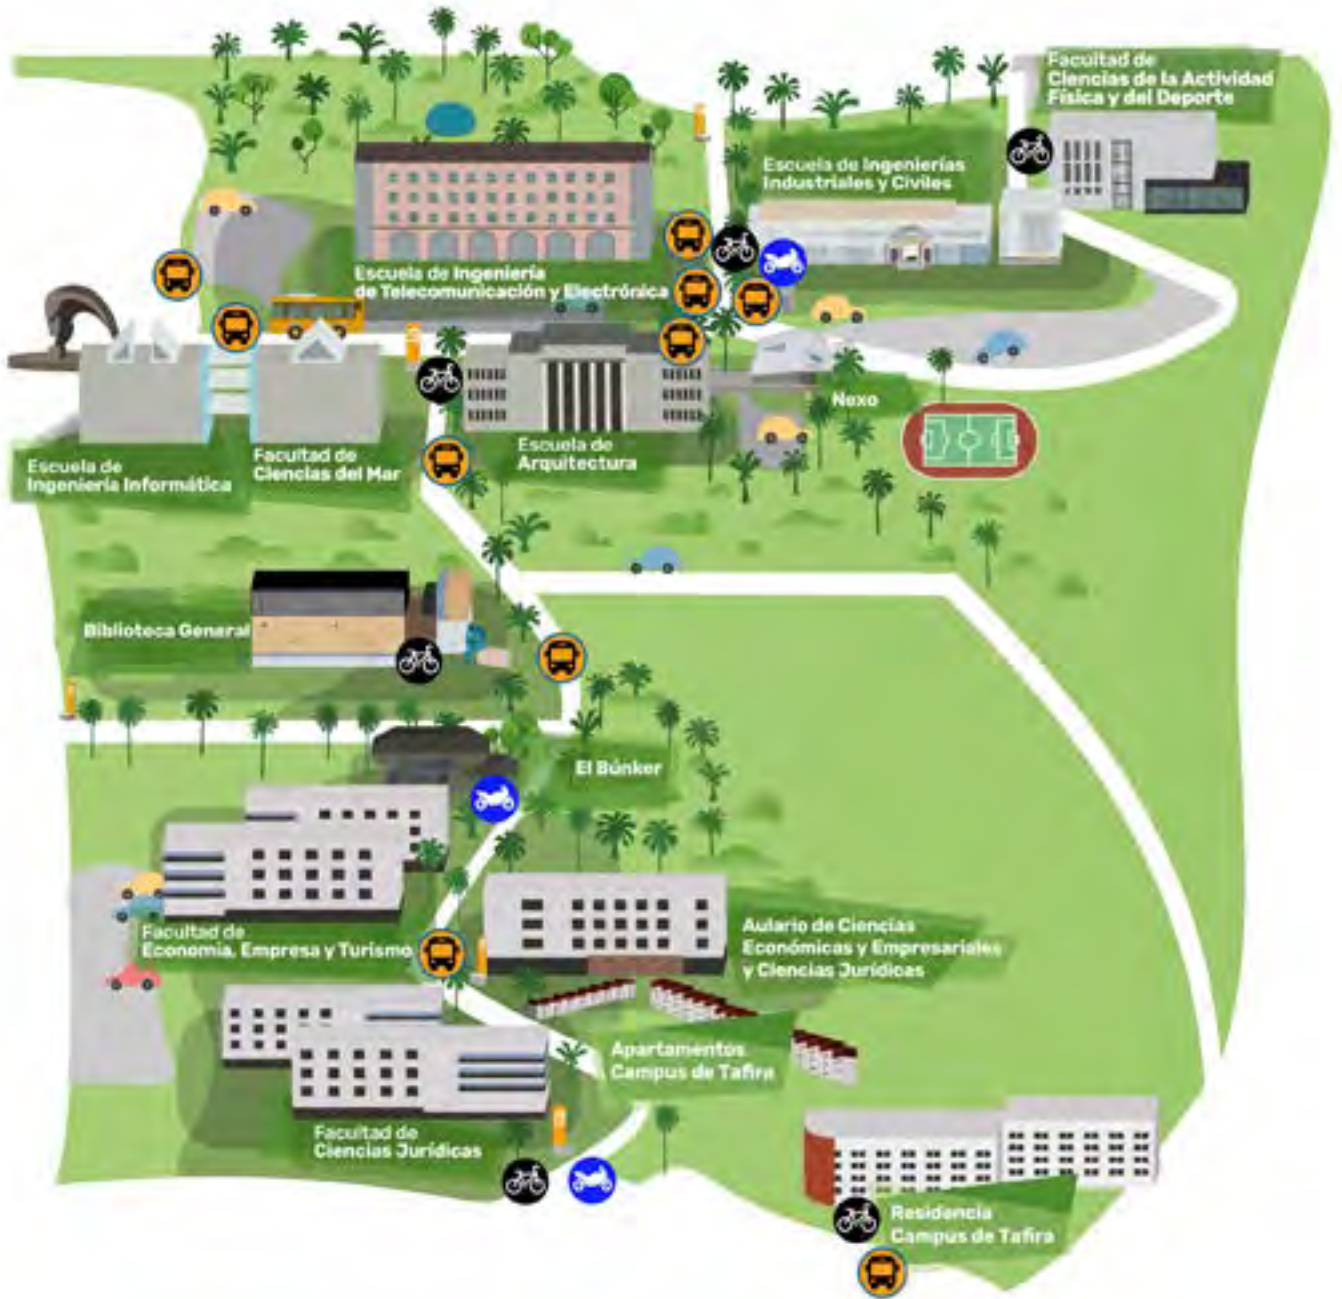 Facultad de
Ciencias de la Actividad
Física y del Deporte
Escuela de Ingenierías
Industriales y Civiles
Escuela de Ingeniería
de Telecomunicación y Electrónica
Nexo
Escuela de
Arquitectura
Facultad de
Ciencias del Mar
Escuela de
Ingeniería Informática
Biblioteca General
El Búnker
Facultad de
Economía, Empresa y Turismo
Aulario de Ciencias
Económicas y Empresariales
y Ciencias Jurídicas
Apartamentos
Campus de Tafira
Facultad de
Ciencias Jurídicas
Residencia
Campus de Tafira